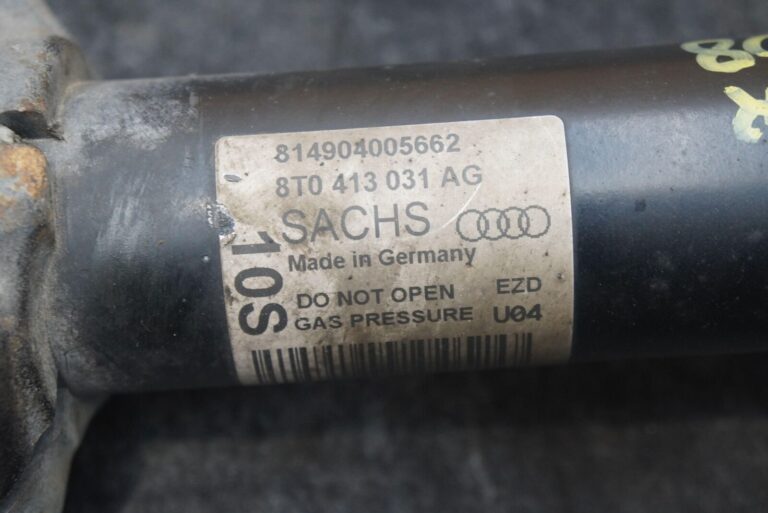 814904005662
8T0 413 031 AG
SACHS
Made in Germany
DO NOT OPEN EZD
GAS PRESSURE U04
10S